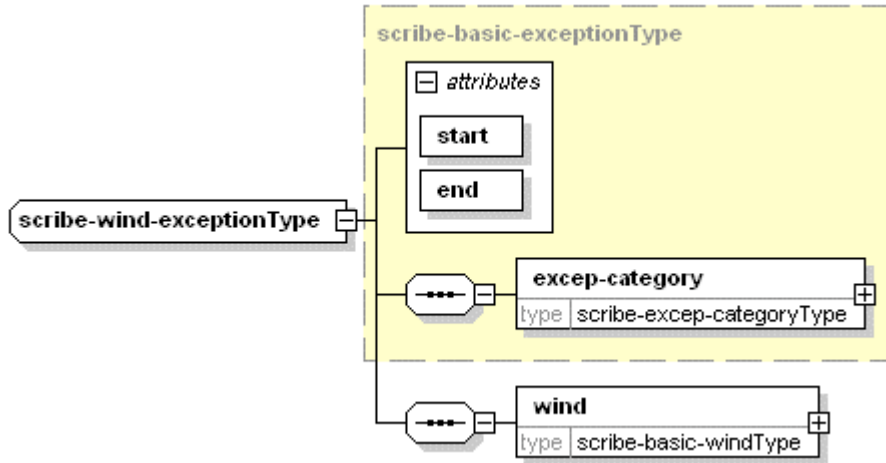 scribe-basic-exceptionType
attributes
start
end
scribe-wind-exceptionType
excep-category
type scribe-excep-categoryType
wind
type scribe-basic-windType